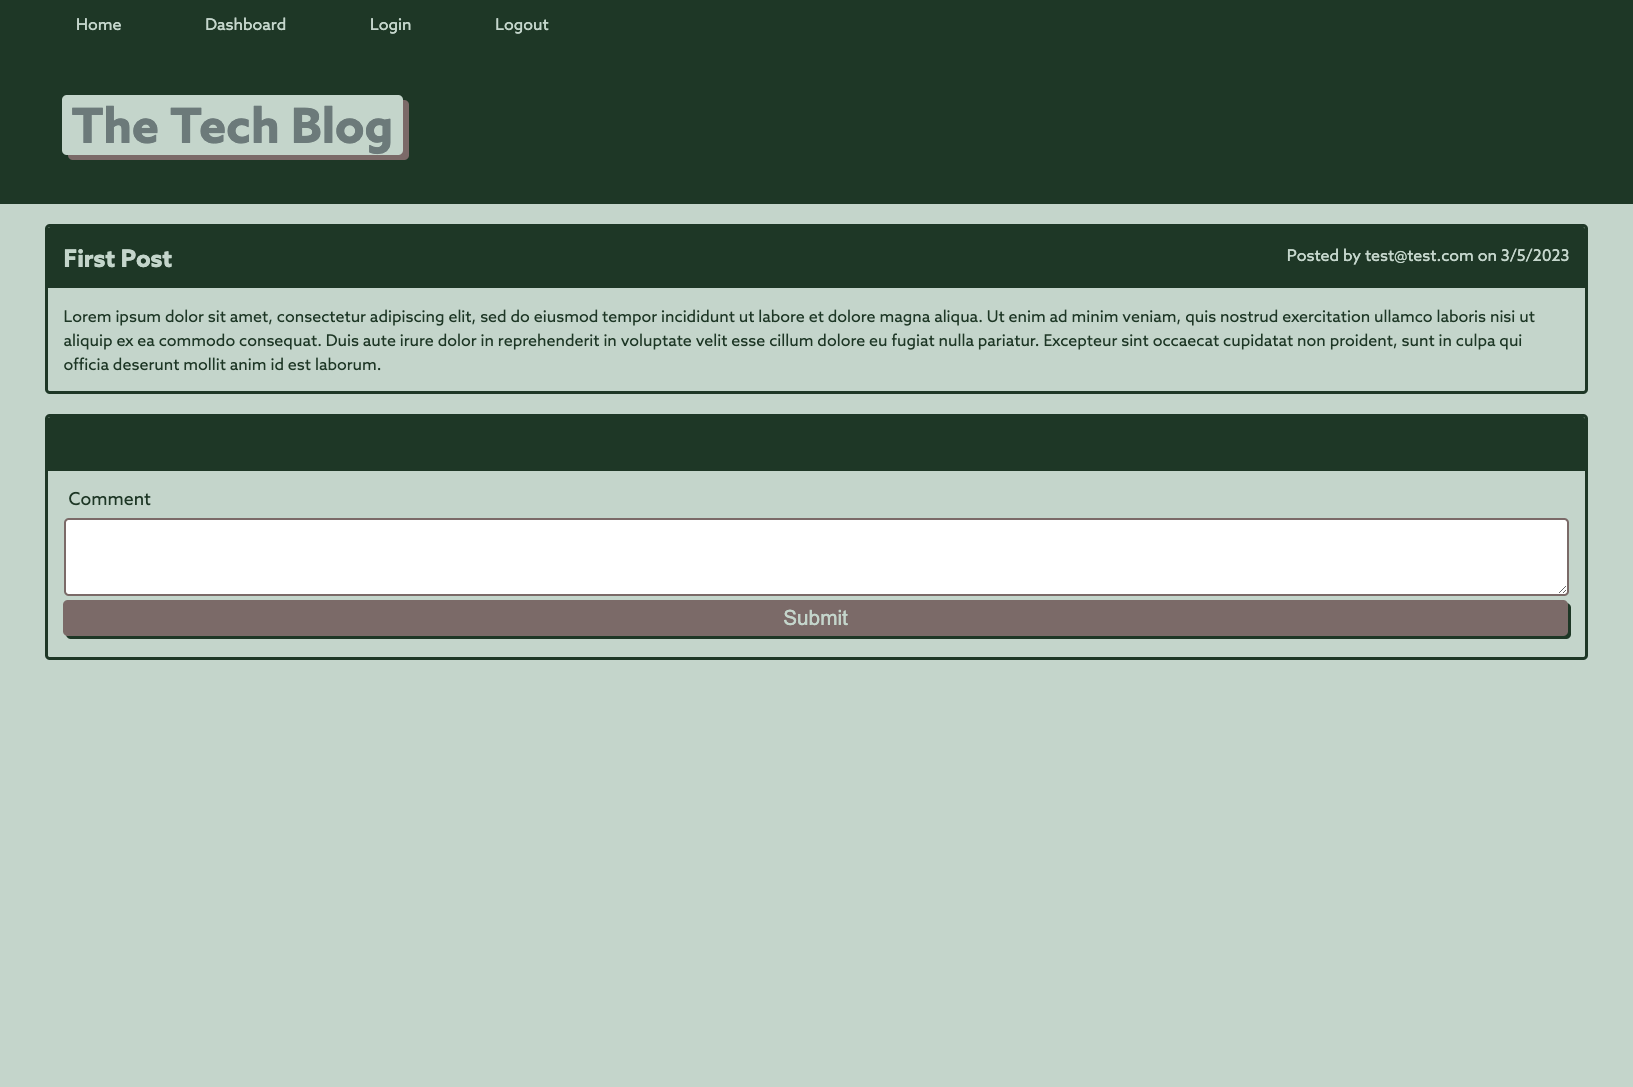 Home Dashboard Login Logout
The Tech Blog
First Post
Posted by test@test.com on 3/5/2023
Lorem ipsum dolor sit amet, consectetur adipiscing elit, sed do eiusmod tempor incididunt ut labore et dolore magna aliqua. Ut enim ad minim veniam, quis nostrud exercitation ullamco laboris nisi ut
aliquip ex ea commodo consequat. Duis aute irure dolor in reprehenderit in voluptate velit esse cillum dolore eu fugiat nulla pariatur. Excepteur sint occaecat cupidatat non proident, sunt in culpa qui
officia deserunt mollit anim id est laborum.
Comment
Submit